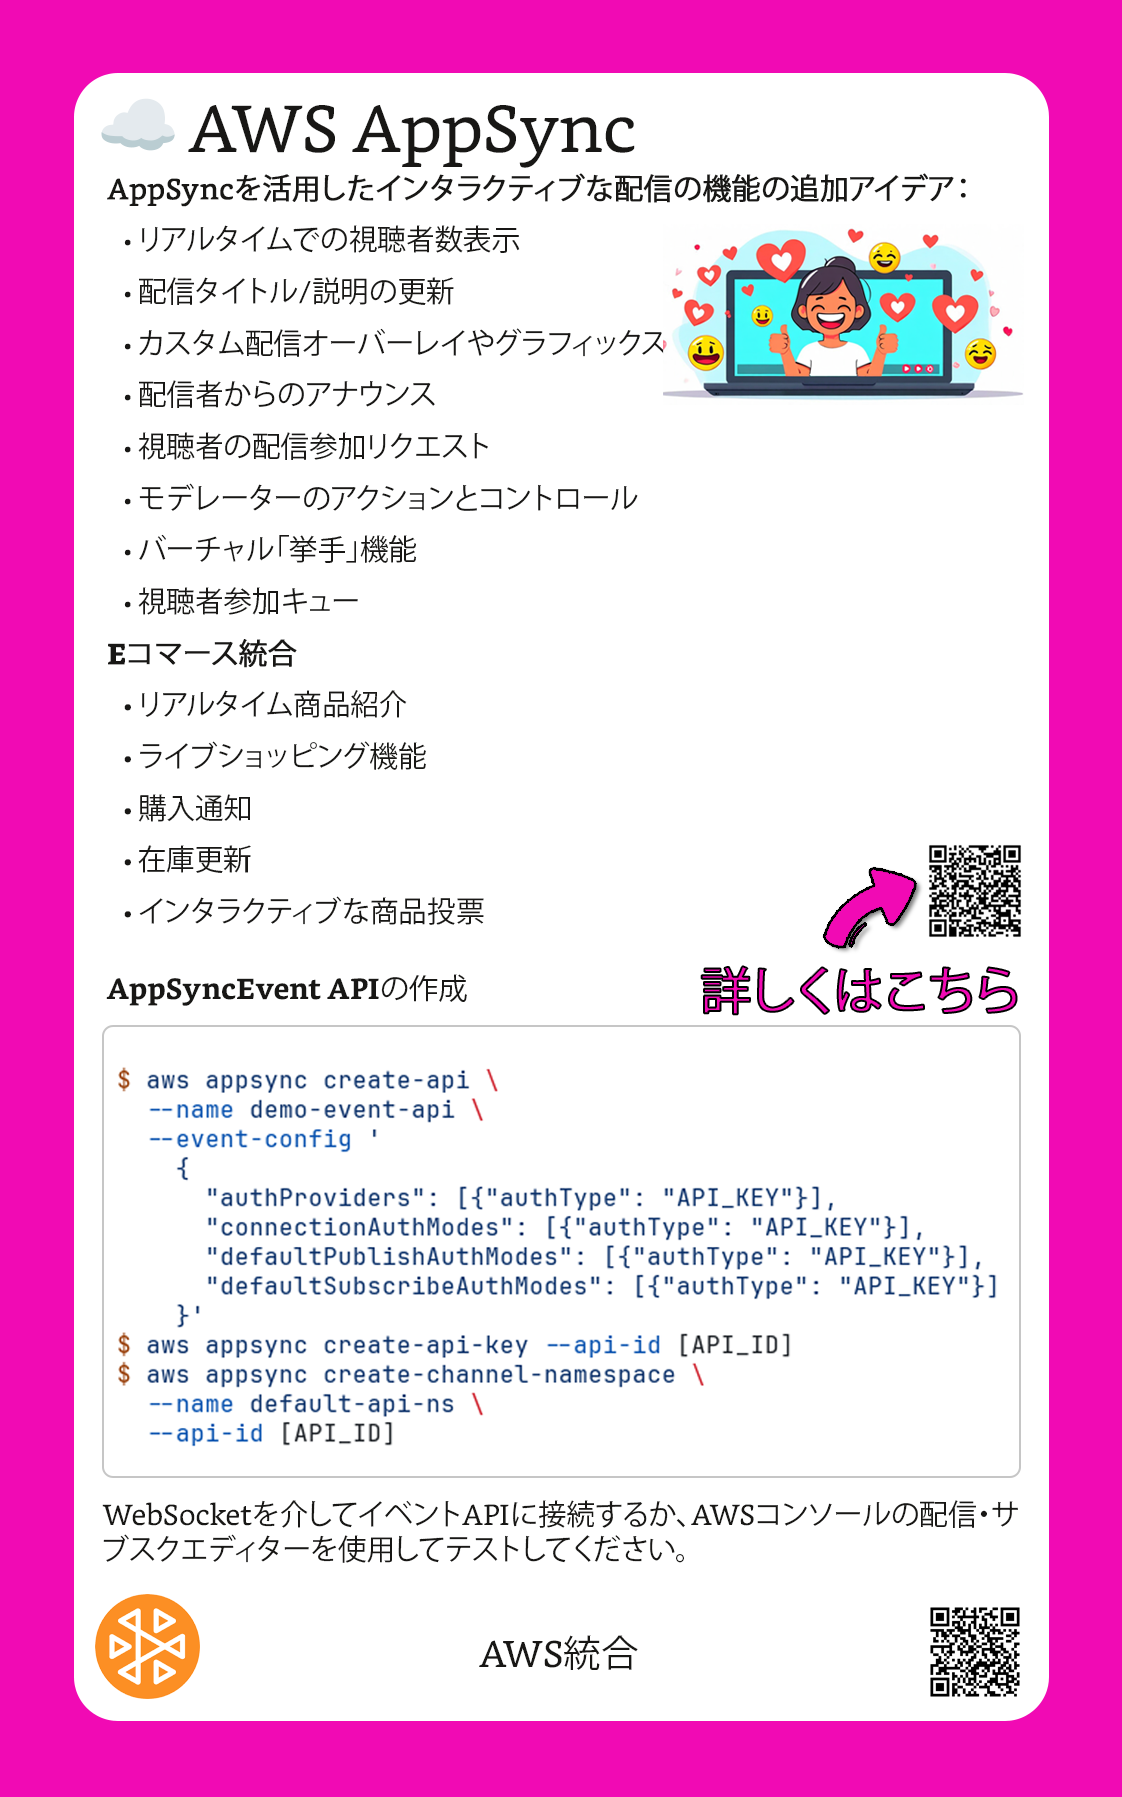 AWS AppSync
AppSyncを活用したインタラクティブな配信の機能の追加アイデア：
• リアルタイムでの視聴者数表示
• 配信タイトル/説明の更新
• カスタム配信オーバーレイやグラフィックス
• 配信者からのアナウンス
• 視聴者の配信参加リクエスト
• モデレーターのアクションとコントロール
• バーチャル「挙手」機能
• 視聴者参加キュー
Eコマース統合
• リアルタイム商品紹介
• ライブショッピング機能
• 購入通知
• 在庫更新
• インタラクティブな商品投票
詳しくはこちら
AppSyncEvent APIの作成
$ aws appsync create-api \
--name demo-event-api \
--event-config '
{
"authProviders": [{"authType": "API_KEY"}],
"connectionAuthModes": [{"authType": "API_KEY"}],
"defaultPublishAuthModes": [{"authType": "API_KEY"}],
"defaultSubscribeAuthModes": [{"authType": "API_KEY"}]
}'
$ aws appsync create-api-key --api-id [API_ID]
$ aws appsync create-channel-namespace \
--name default-api-ns \
--api-id [API_ID]
WebSocketを介してイベントAPIに接続するか、AWSコンソールの配信・サ
ブスクエディターを使用してテストしてください。
AWS統合